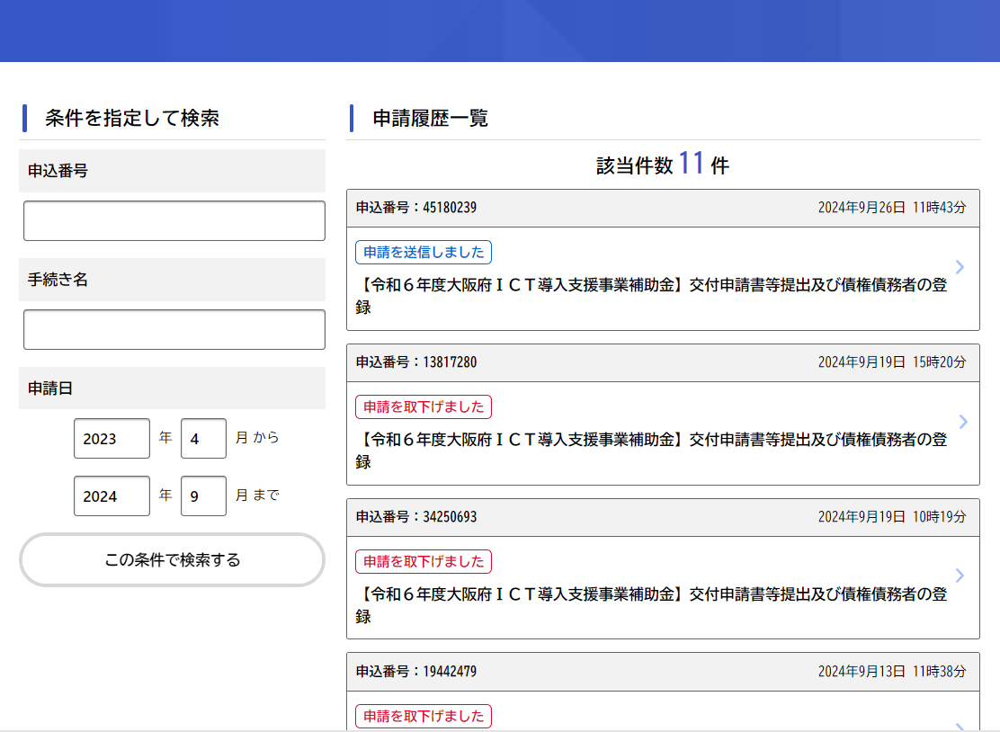 条件を指定して検索
申込番号
手続き名
申請日
2023 年 4 月 から
2024 年 9 月 まで
この条件で検索する
申請履歴一覧
該当件数 11 件
申込番号：45180239 2024年9月26日 11時43分
申請を送信しました
【令和６年度大阪府ＩＣＴ導入支援事業補助金】交付申請書等提出及び債権債務者の登
録
申込番号：13817280 2024年9月19日 15時20分
申請を取下げました
【令和６年度大阪府ＩＣＴ導入支援事業補助金】交付申請書等提出及び債権債務者の登
録
申込番号：34250693 2024年9月19日 10時19分
申請を取下げました
【令和６年度大阪府ＩＣＴ導入支援事業補助金】交付申請書等提出及び債権債務者の登
録
申込番号：19442479 2024年9月13日 11時38分
申請を取下げました